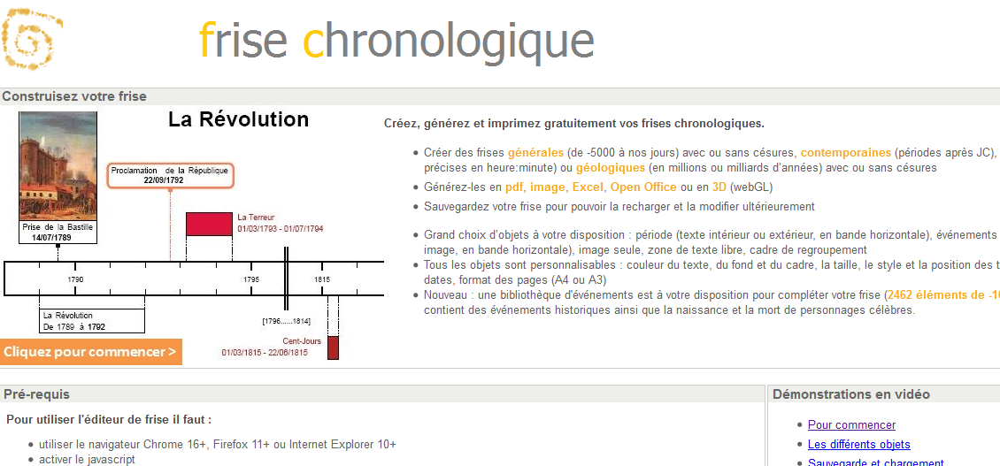 frise chronologique
Construisez votre frise
La Révolution
Proclamation de la République
22/09/1792
Prise de la Bastille
14/07/1789
La Terreur
01/03/1793 - 01/07/1794
1790
1795
1815
La Révolution
De 1789 à 1792
[1796......1814]
Cent-Jours
01/03/1815 - 22/06/1815
Cliquez pour commencer >
Créez, générez et imprimez gratuitement vos frises chronologiques.
Créer des frises générales (de -5000 à nos jours) avec ou sans césures, contemporaines (périodes après JC),
précises en heure:minute) ou géologiques (en millions ou milliards d'années) avec ou sans césures
Générez-les en pdf, image, Excel, Open Office ou en 3D (webGL)
Sauvegardez votre frise pour pouvoir la recharger et la modifier ultérieurement
Grand choix d'objets à votre disposition : période (texte intérieur ou extérieur, en bande horizontale), événements
image, en bande horizontale), image seule, zone de texte libre, cadre de regroupement
Tous les objets sont personnalisables : couleur du texte, du fond et du cadre, la taille, le style et la position des t
dates, format des pages (A4 ou A3)
Nouveau : une bibliothèque d'événements est à votre disposition pour compléter votre frise (2462 éléments de
contient des événements historiques ainsi que la naissance et la mort de personnages célèbres.
Pré-requis
Pour utiliser l'éditeur de frise il faut :
utiliser le navigateur Chrome 16+, Firefox 11+ ou Internet Explorer 10+
activer le javascript
Démonstrations en vidéo
Pour commencer
Les différents objets
Sauvegarde et chargement